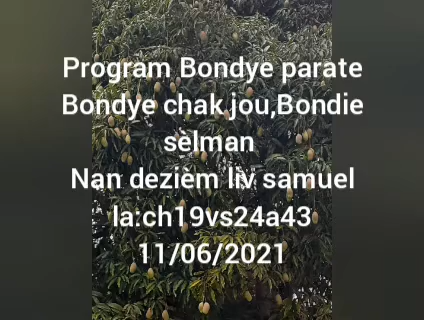 Program Bondye parate
Bondye chak jou,Bondie
sèlman
Nan dezièm liv samuel
la:ch19vs24a43
11/06/2021